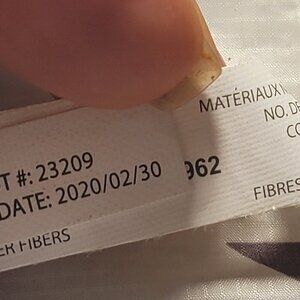 T #: 23209
DATE: 2020/02/30
ER FIBERS
MATÉRIAUX
NO. D
962
CO
FIBRES